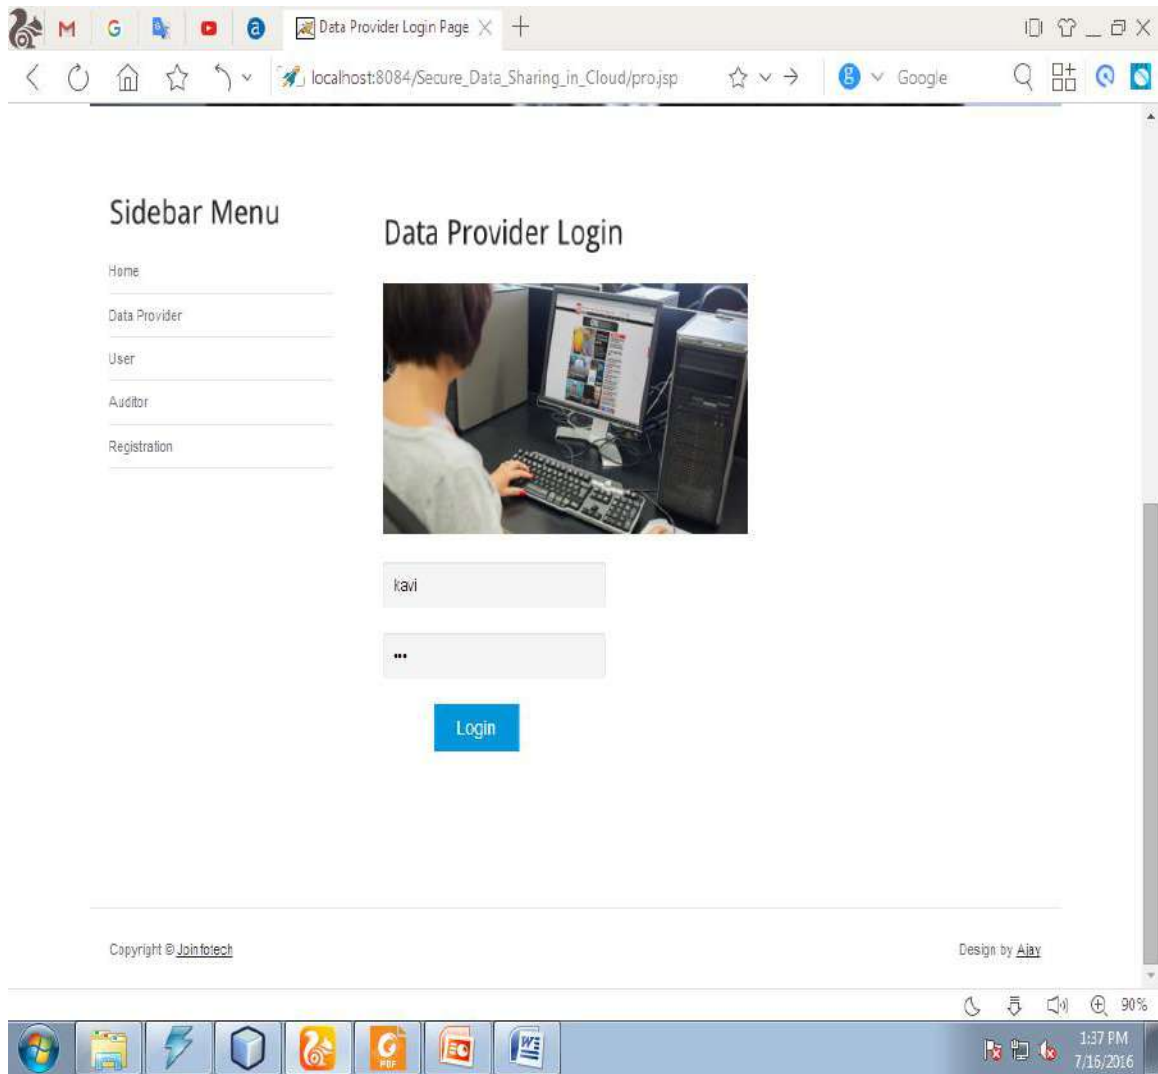 Data Provider Login Page
localhost:8084/Secure_Data_Sharing_in_Cloud/pro.jsp
Google
Sidebar Menu
Home
Data Provider
User
Auditor
Registration
Data Provider Login
kavi
•••
Login
Copyright © Jpinfotech
Design by Ajay
90%
1:37 PM
7/16/2016